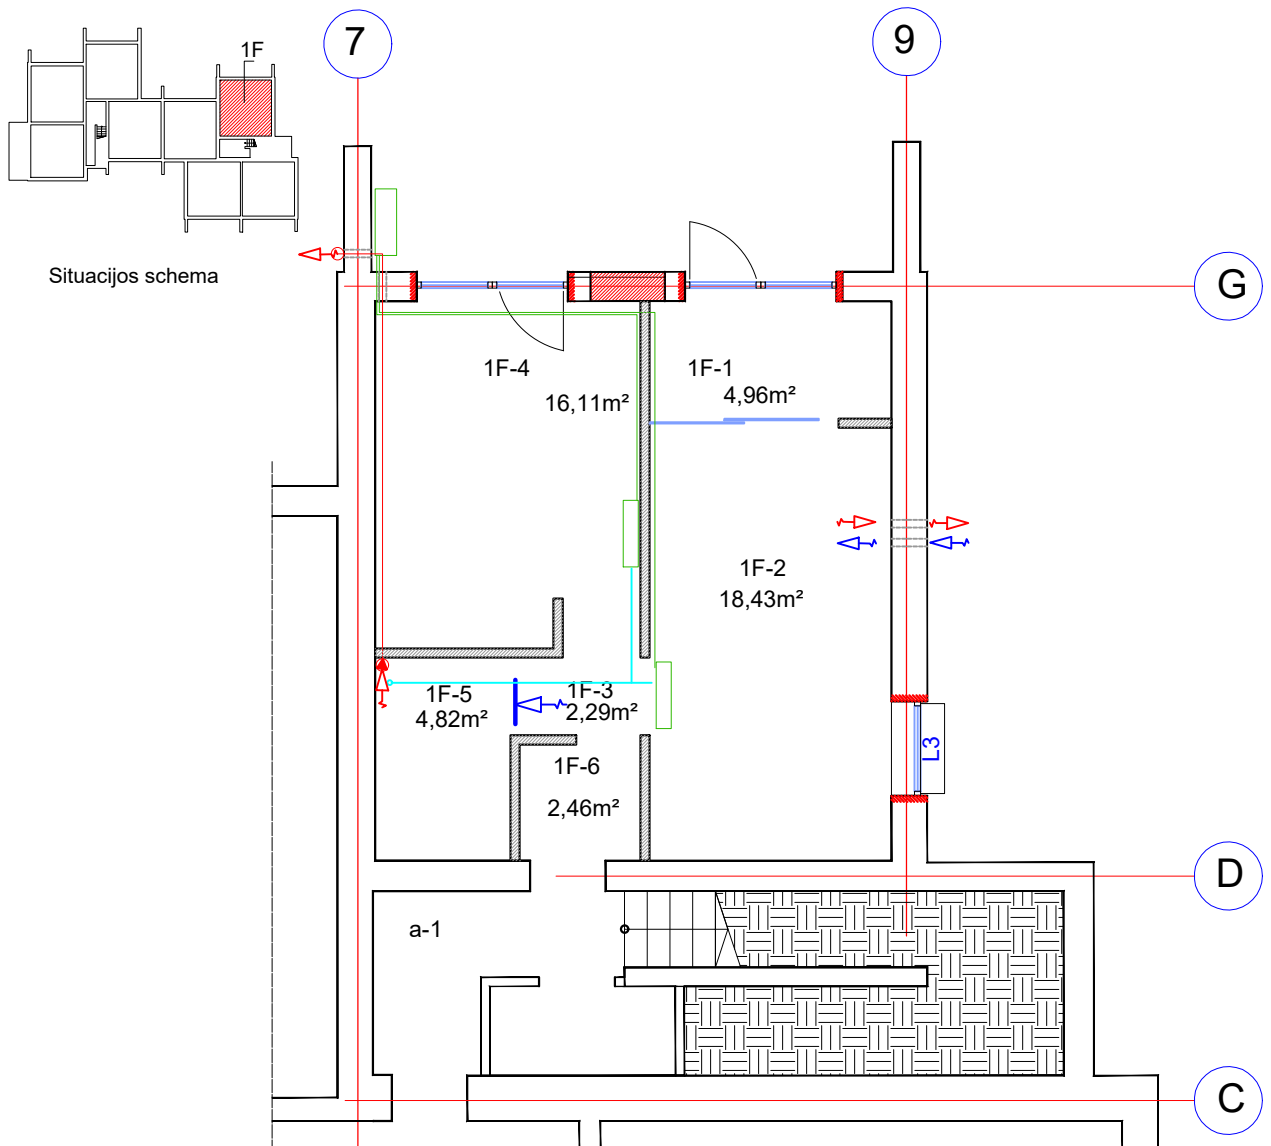 1F
7
9
Situacijos schema
G
1F-4
16,11m²
1F-1
4,96m²
1F-2
18,43m²
1F-5
4,82m²
1F-3
2,29m²
L3
1F-6
2,46m²
D
a-1
C